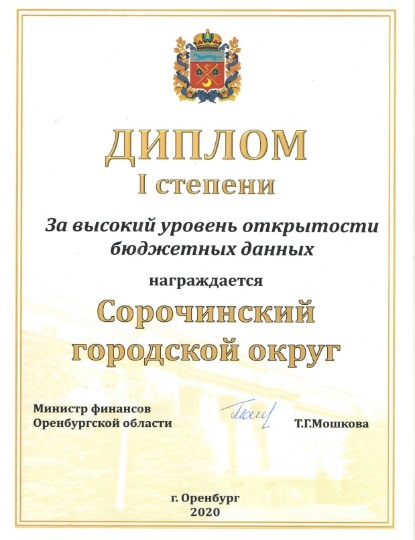 ДИПЛОМ
I степени
За высокий уровень открытости
бюджетных данных
награждается
Сорочинский
городской округ
Министр финансов
Оренбургской области
Т.Г.Мошкова
г. Оренбург
2020